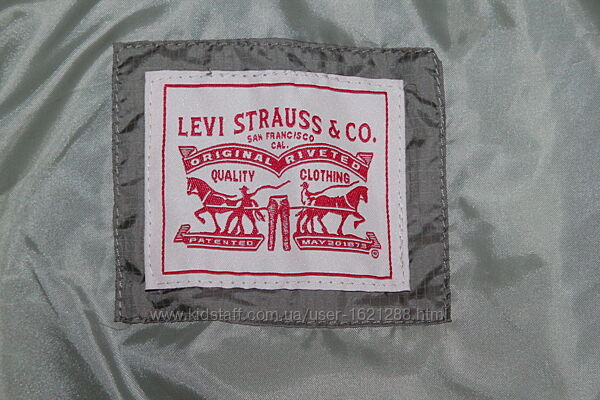 LEVI STRAUSS & CO.
SAN FRANCISCO
CAL.
ORIGINAL RIVETED
QUALITY CLOTHING
PATENTED MAY 20 1873
®
www.kidstaff.com.ua/user-1621288.html